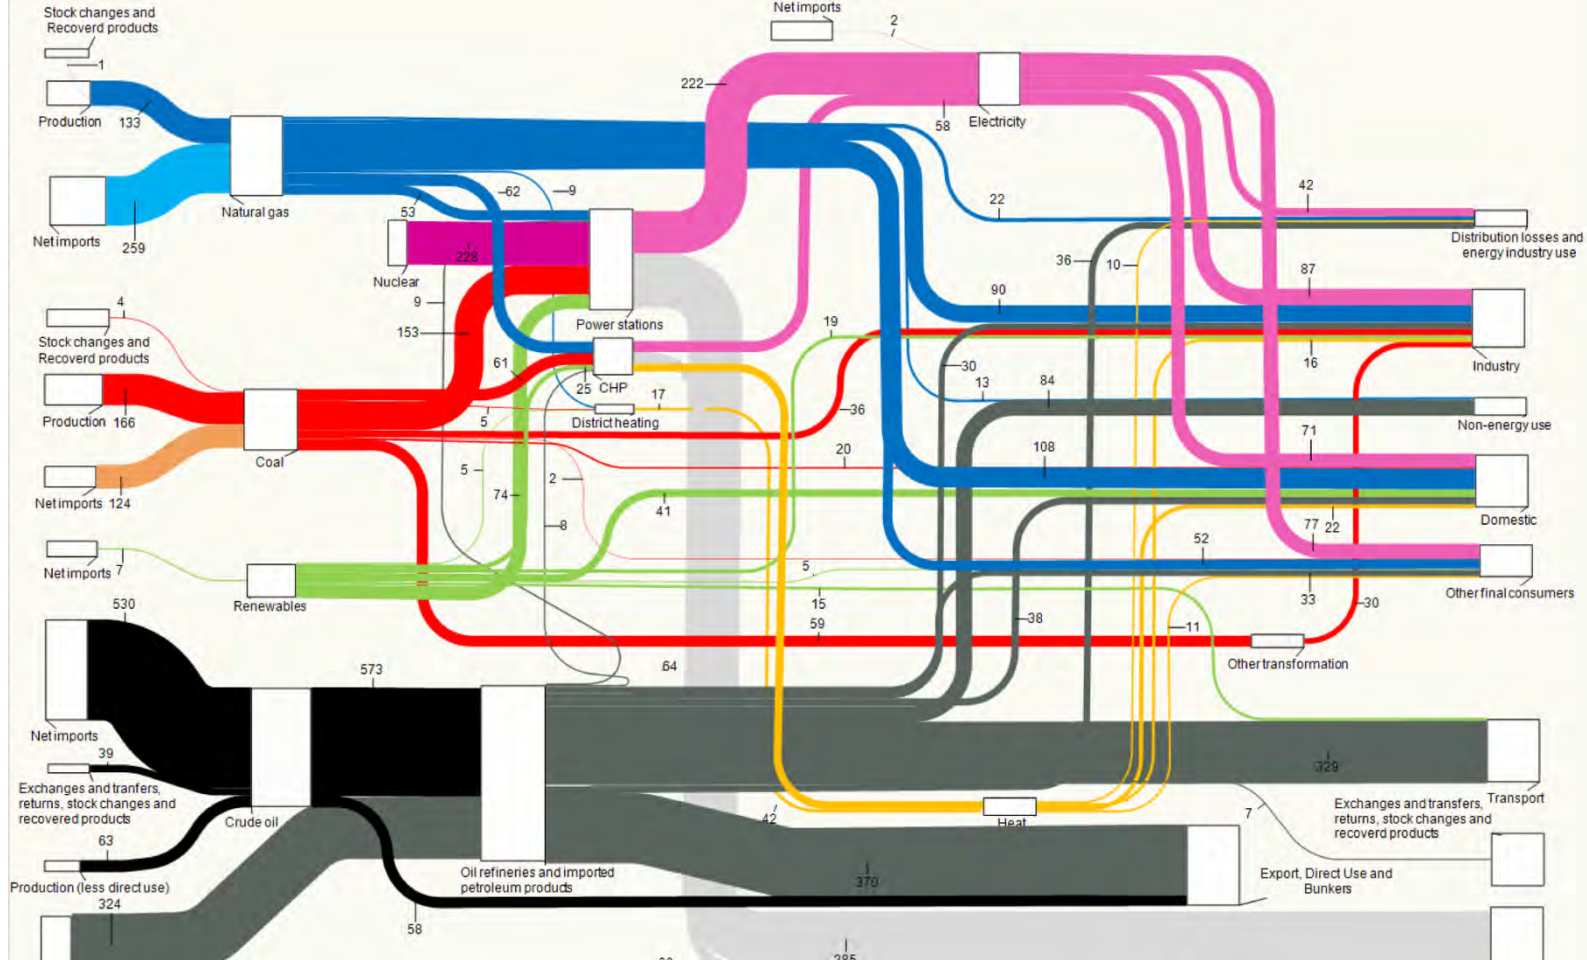 Stock changes and
Recoverd products
1
Production
133
Net imports
259
Natural gas
Net imports
2
222
58
Electricity
62
9
53
Nuclear
228
9
153
Power stations
22
42
Distribution losses and
energy industry use
36
10
90
87
4
Stock changes and
Recoverd products
Production
166
Net imports
124
Coal
61
25
CHP
17
5
District heating
19
30
16
Industry
13
84
Non-energy use
36
20
108
71
5
2
74
8
41
22
Domestic
77
52
Net imports
7
Renewables
5
15
33
Other final consumers
530
38
11
30
59
Other transformation
64
573
Net imports
39
Exchanges and tranfers,
returns, stock changes and
recovered products
Crude oil
63
Production (less direct use)
324
58
Oil refineries and imported
petroleum products
42
Heat
329
Transport
7
Exchanges and transfers,
returns, stock changes and
recoverd products
370
Export, Direct Use and
Bunkers
285